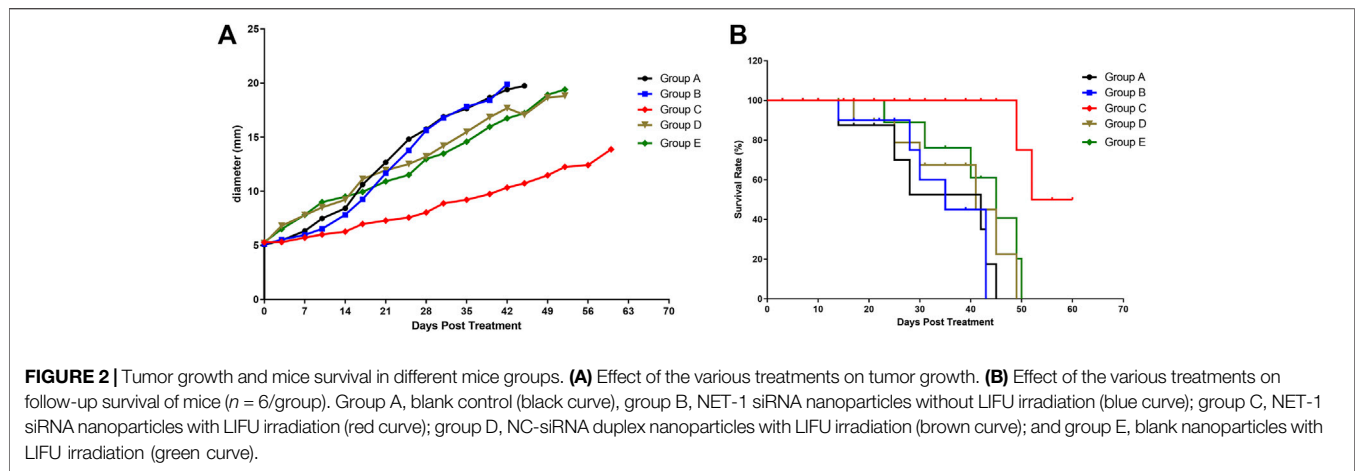 A
25
20
15
10
5
0
diameter (mm)
0 7 14 21 28 35 42 49 56 63 70
Days Post Treatment
Group A
Group B
Group C
Group D
Group E
B
120
100
80
60
40
20
0
Survival Rate (%)
0 10 20 30 40 50 60 70
Days Post Treatment
Group A
Group B
Group C
Group D
Group E
FIGURE 2 | Tumor growth and mice survival in different mice groups. (A) Effect of the various treatments on tumor growth. (B) Effect of the various treatments on
follow-up survival of mice (n = 6/group). Group A, blank control (black curve), group B, NET-1 siRNA nanoparticles without LIFU irradiation (blue curve); group C, NET-1
siRNA nanoparticles with LIFU irradiation (red curve); group D, NC-siRNA duplex nanoparticles with LIFU irradiation (brown curve); and group E, blank nanoparticles with
LIFU irradiation (green curve).